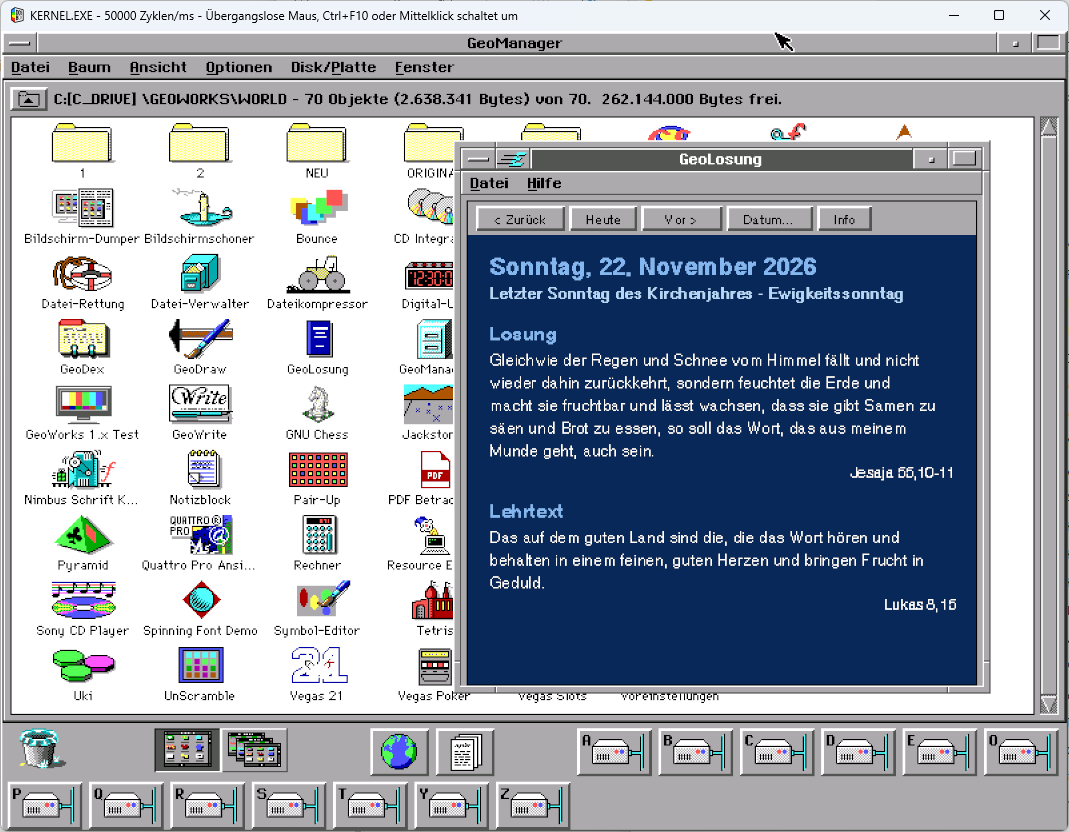 KERNEL.EXE - 50000 Zyklen/ms - Übergangslose Maus, Ctrl+F10 oder Mittelklick schaltet um
GeoManager
Datei Baum Ansicht Optionen Disk/Platte Fenster
C:[C_DRIVE] \GEOWORKS\WORLD - 70 Objekte (2.638.341 Bytes) von 70. 262.144.000 Bytes frei.
1 2 NEU ORIGINA
Bildschirm-Dumper Bildschirmschoner Bounce CD Integra
Datei-Rettung Datei-Verwalter Dateikompressor Digital-U
12:30:0
GeoDex GeoDraw GeoLosung GeoManag
Write
GeoWorks 1.x Test GeoWrite GNU Chess Jackstor
PDF
Nimbus Schrift K... Notizblock Pair-Up PDF Betrac
QUATTRO®
PRO
Pyramid Quattro Pro Ansi... Rechner Resource E
Sony CD Player Spinning Font Demo Symbol-Editor Tetris
21
Uki UnScramble Vegas 21 Vegas Poker Vegas Slots Voreinstellungen
GeoLosung
Datei Hilfe
< Zurück Heute Vor > Datum... Info
Sonntag, 22. November 2026
Letzter Sonntag des Kirchenjahres - Ewigkeitssonntag
Losung
Gleichwie der Regen und Schnee vom Himmel fällt und nicht
wieder dahin zurückkehrt, sondern feuchtet die Erde und
macht sie fruchtbar und lässt wachsen, dass sie gibt Samen zu
säen und Brot zu essen, so soll das Wort, das aus meinem
Munde geht, auch sein.
Jesaja 55,10-11
Lehrtext
Das auf dem guten Land sind die, die das Wort hören und
behalten in einem feinen, guten Herzen und bringen Frucht in
Geduld.
Lukas 8,15
A B C D E O
P Q R S T Y Z